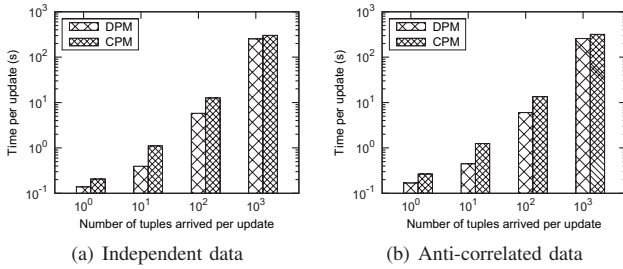 10^3
10^2
10^1
10^0
10^-1
Time per update (s)
DPM
CPM
10^0 10^1 10^2 10^3
Number of tuples arrived per update
(a) Independent data
10^3
10^2
10^1
10^0
10^-1
Time per update (s)
DPM
CPM
10^0 10^1 10^2 10^3
Number of tuples arrived per update
(b) Anti-correlated data